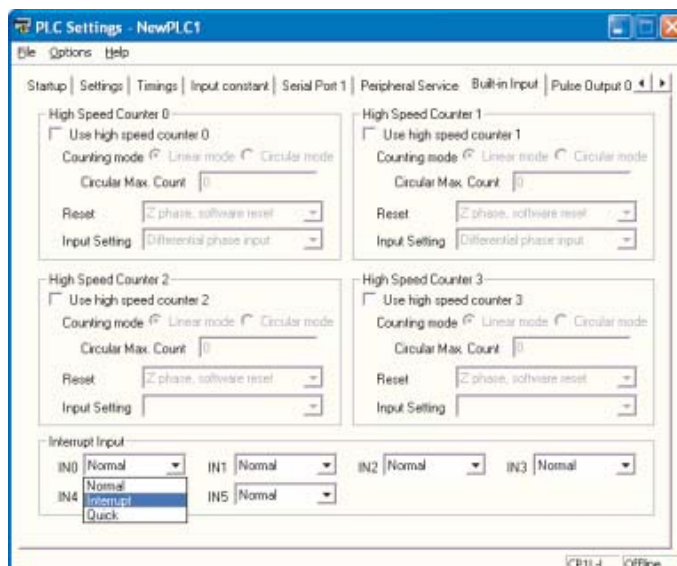 PLC Settings - NewPLC1
File Options Help
Startup Settings Timings Input constant Serial Port 1 Peripheral Service Built-in Input Pulse Output 0
High Speed Counter 0
Use high speed counter 0
Counting mode Linear mode Circular mode
Circular Max. Count 0
Reset Z phase, software reset
Input Setting Differential phase input
High Speed Counter 1
Use high speed counter 1
Counting mode Linear mode Circular mode
Circular Max. Count 0
Reset Z phase, software reset
Input Setting Differential phase input
High Speed Counter 2
Use high speed counter 2
Counting mode Linear mode Circular mode
Circular Max. Count 0
Reset Z phase, software reset
Input Setting
High Speed Counter 3
Use high speed counter 3
Counting mode Linear mode Circular mode
Circular Max. Count 0
Reset Z phase, software reset
Input Setting
Interrupt Input
IN0 Normal IN1 Normal IN2 Normal IN3 Normal
Normal
Interrupt
Quick
IN4 IN5 Normal
Offline